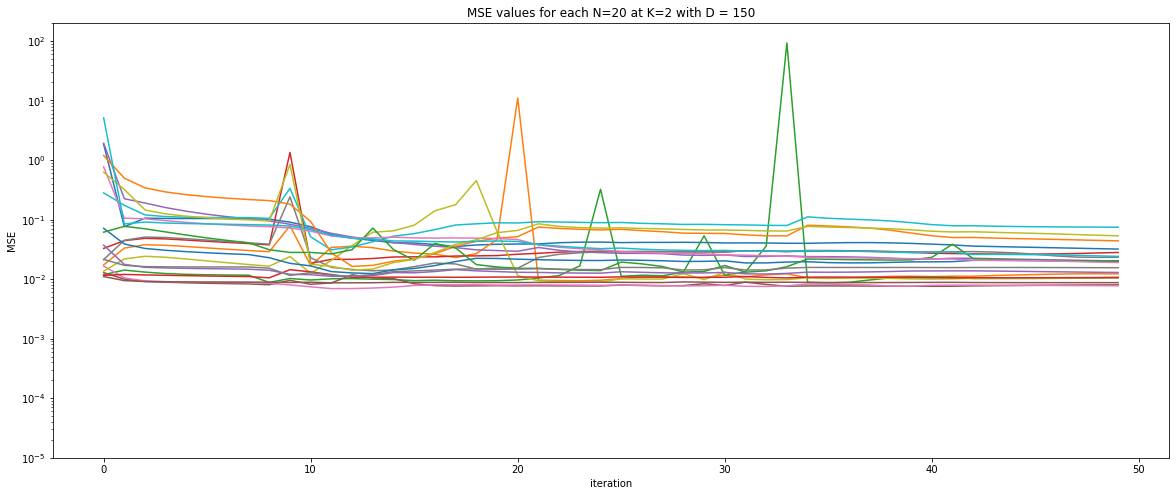 MSE values for each N=20 at K=2 with D = 150
10²
10¹
10⁰
10⁻¹
10⁻²
10⁻³
10⁻⁴
10⁻⁵
MSE
0 10 20 30 40 50
iteration